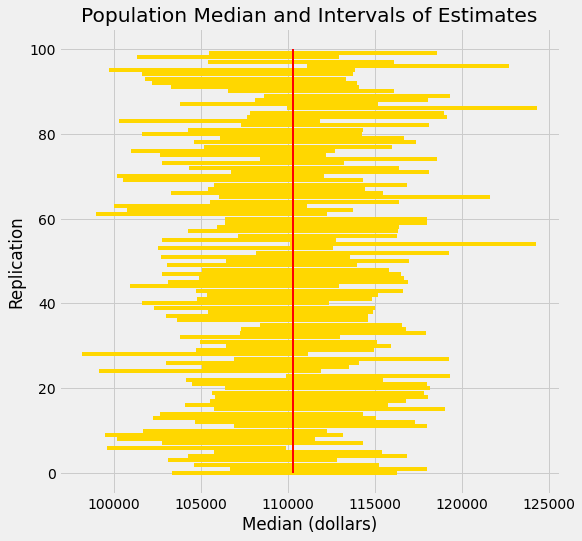 Population Median and Intervals of Estimates
100
80
60
40
20
0
Replication
100000 105000 110000 115000 120000 125000
Median (dollars)